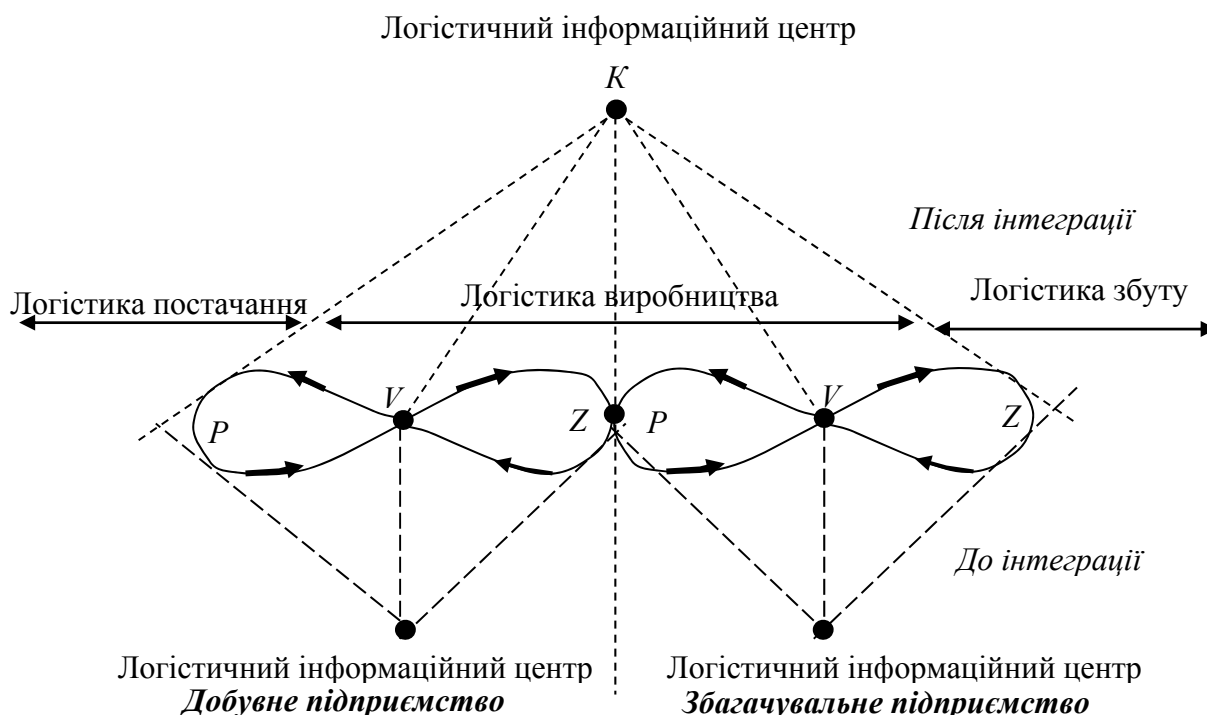 Логістичний інформаційний центр
К
Після інтеграції
Логістика постачання
Логістика виробництва
Логістика збуту
V
V
P
Z
P
Z
До інтеграції
Логістичний інформаційний центр
Добувне підприємство
Логістичний інформаційний центр
Збагачувальне підприємство